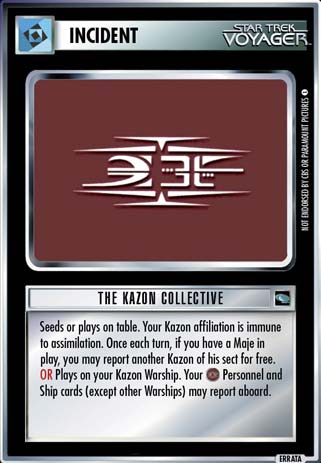 INCIDENT
STAR TREK
VOYAGER
NOT ENDORSED BY CBS OR PARAMOUNT PICTURES
THE KAZON COLLECTIVE
Seeds or plays on table. Your Kazon affiliation is immune
to assimilation. Once each turn, if you have a Maje in
play, you may report another Kazon of his sect for free.
OR Plays on your Kazon Warship. Your Personnel and
Ship cards (except other Warships) may report aboard.
ERRATA